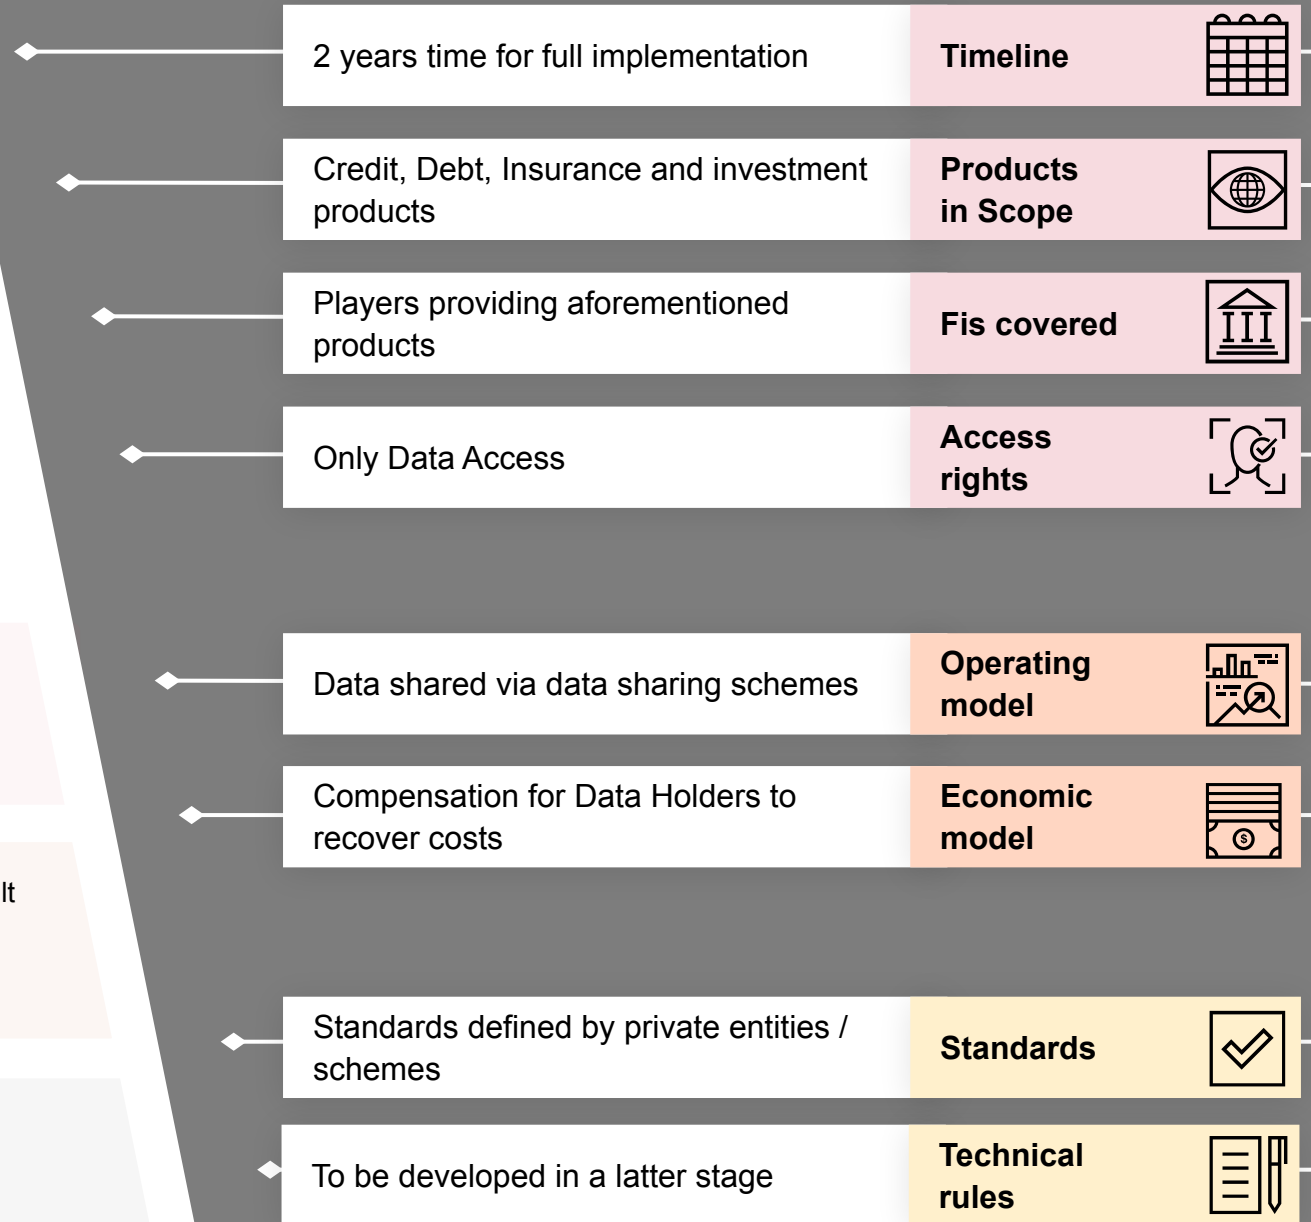 2 years time for full implementation
Timeline
Credit, Debt, Insurance and investment
products
Products
in Scope
Players providing aforementioned
products
Fis covered
Only Data Access
Access
rights
Data shared via data sharing schemes
Operating
model
Compensation for Data Holders to
recover costs
Economic
model
$
lt
Standards defined by private entities /
schemes
Standards
To be developed in a latter stage
Technical
rules